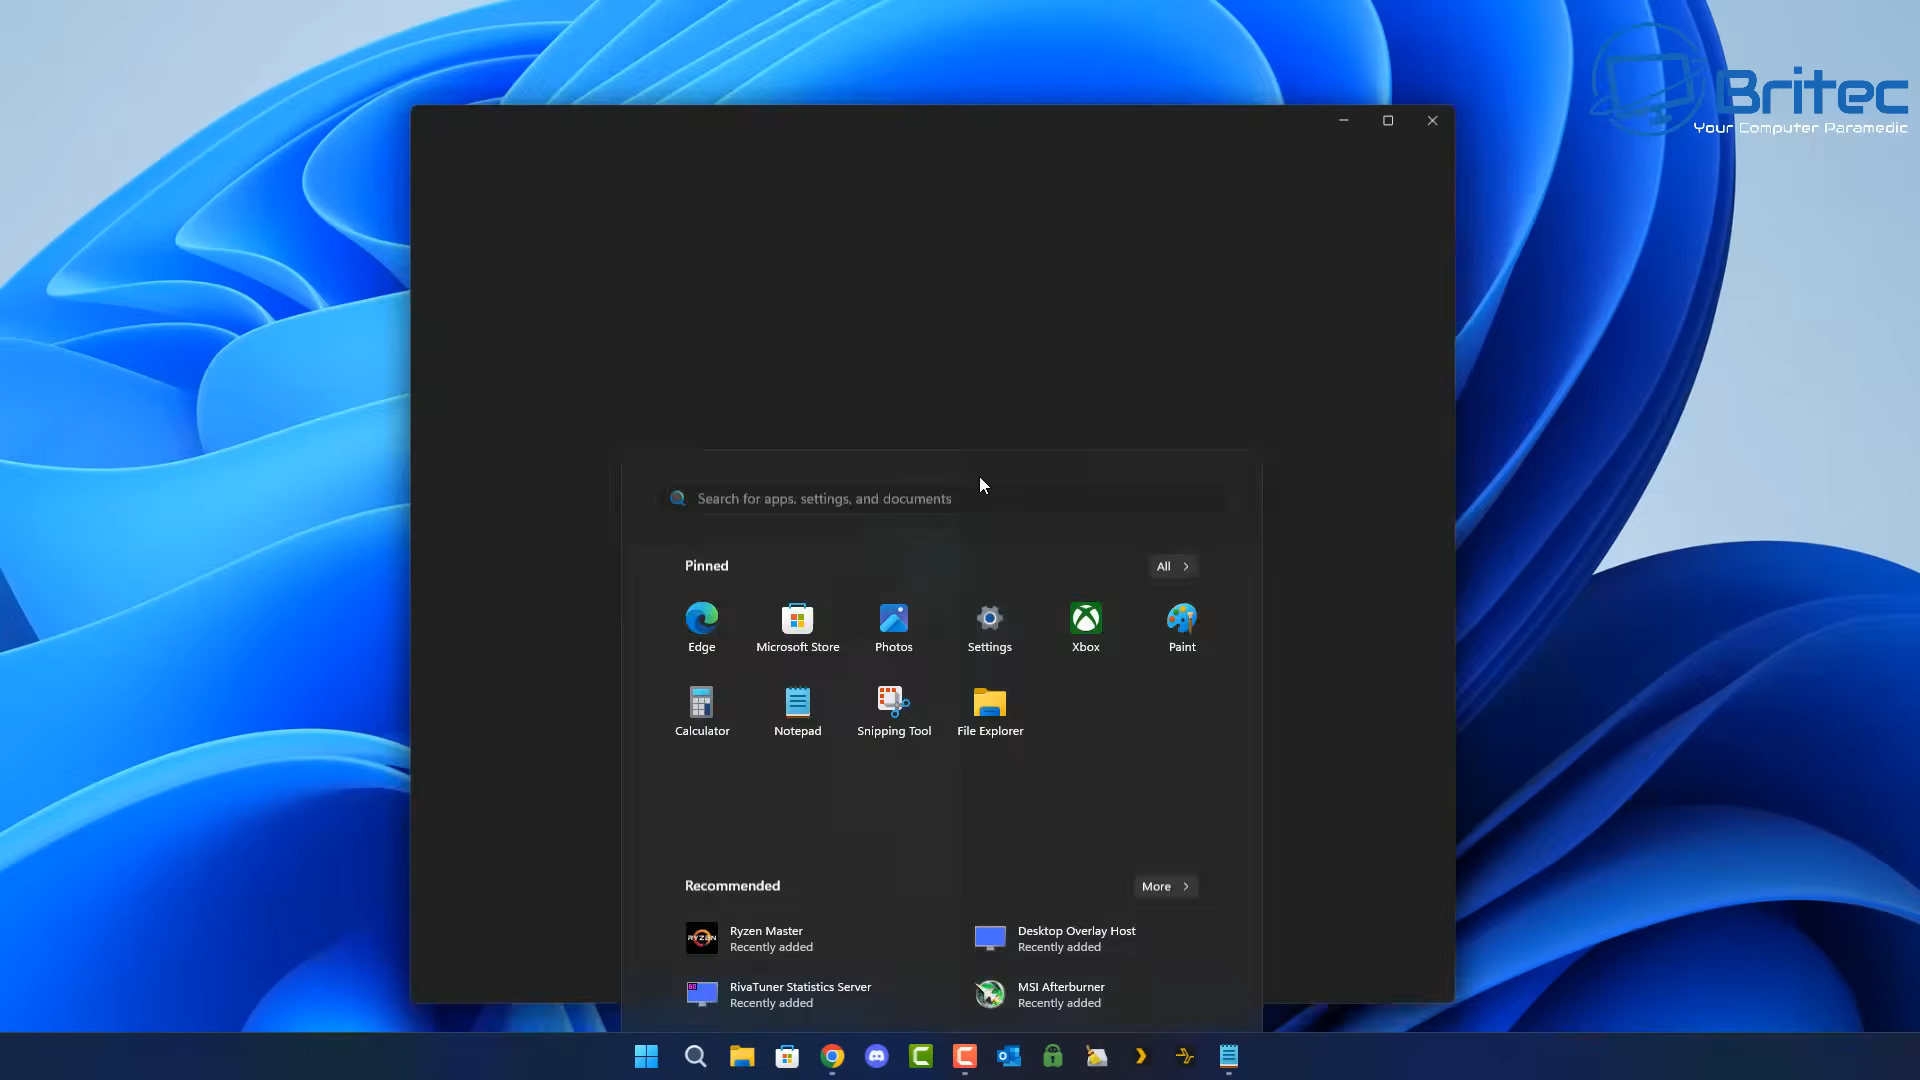 Britec
Your Computer Paramedic
Search for apps, settings, and documents
Pinned
All
Edge
Microsoft Store
Photos
Settings
Xbox
Paint
Calculator
Notepad
Snipping Tool
File Explorer
Recommended
More
RYZEN
Ryzen Master
Recently added
Desktop Overlay Host
Recently added
60
RivaTuner Statistics Server
Recently added
MSI Afterburner
Recently added